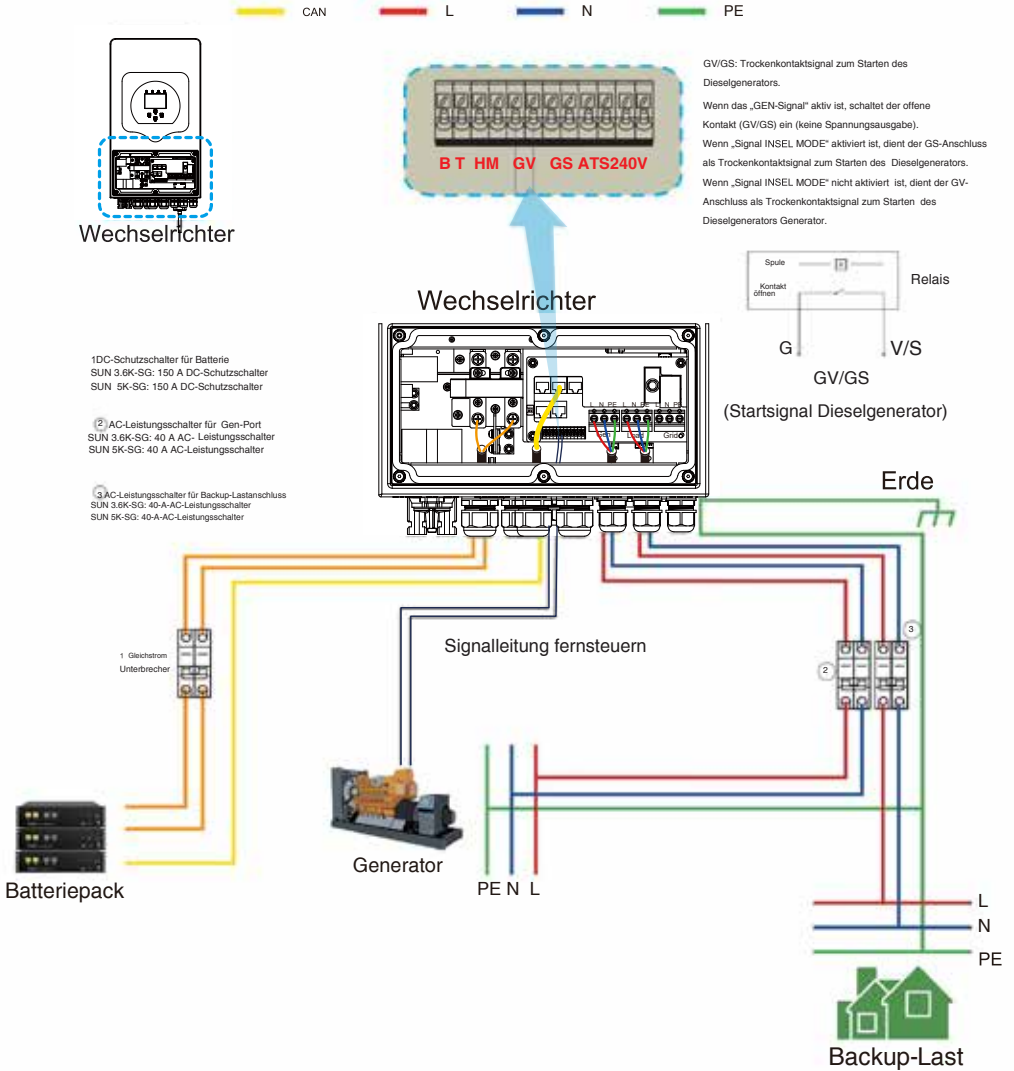 CAN L N PE
GV/GS: Trockenkontaktsignal zum Starten des
Dieselgenerators.
Wenn das „GEN-Signal“ aktiv ist, schaltet der offene
Kontakt (GV/GS) ein (keine Spannungsausgabe).
Wenn „Signal INSEL MODE“ aktiviert ist, dient der GS-Anschluss
als Trockenkontaktsignal zum Starten des Dieselgenerators.
Wenn „Signal INSEL MODE“ nicht aktiviert ist, dient der GV-
Anschluss als Trockenkontaktsignal zum Starten des
Dieselgenerators Generator.
B T HM GV GS ATS240V
Wechselrichter
Spule
Kontakt
öffnen
Relais
G V/S
GV/GS
(Startsignal Dieselgenerator)
Wechselrichter
1DC-Schutzschalter für Batterie
SUN 3.6K-SG: 150 A DC-Schutzschalter
SUN 5K-SG: 150 A DC-Schutzschalter
2 AC-Leistungsschalter für Gen-Port
SUN 3.6K-SG: 40 A AC- Leistungsschalter
SUN 5K-SG: 40 A AC-Leistungsschalter
3 AC-Leistungsschalter für Backup-Lastanschluss
SUN 3.6K-SG: 40-A-AC-Leistungsschalter
SUN 5K-SG: 40-A-AC-Leistungsschalter
L N PE L N PE L N PE
Gen Load Grid
Erde
1 Gleichstrom
Unterbrecher
Signalleitung fernsteuern
2
3
Batteriepack
Generator
PE N L
L
N
PE
Backup-Last